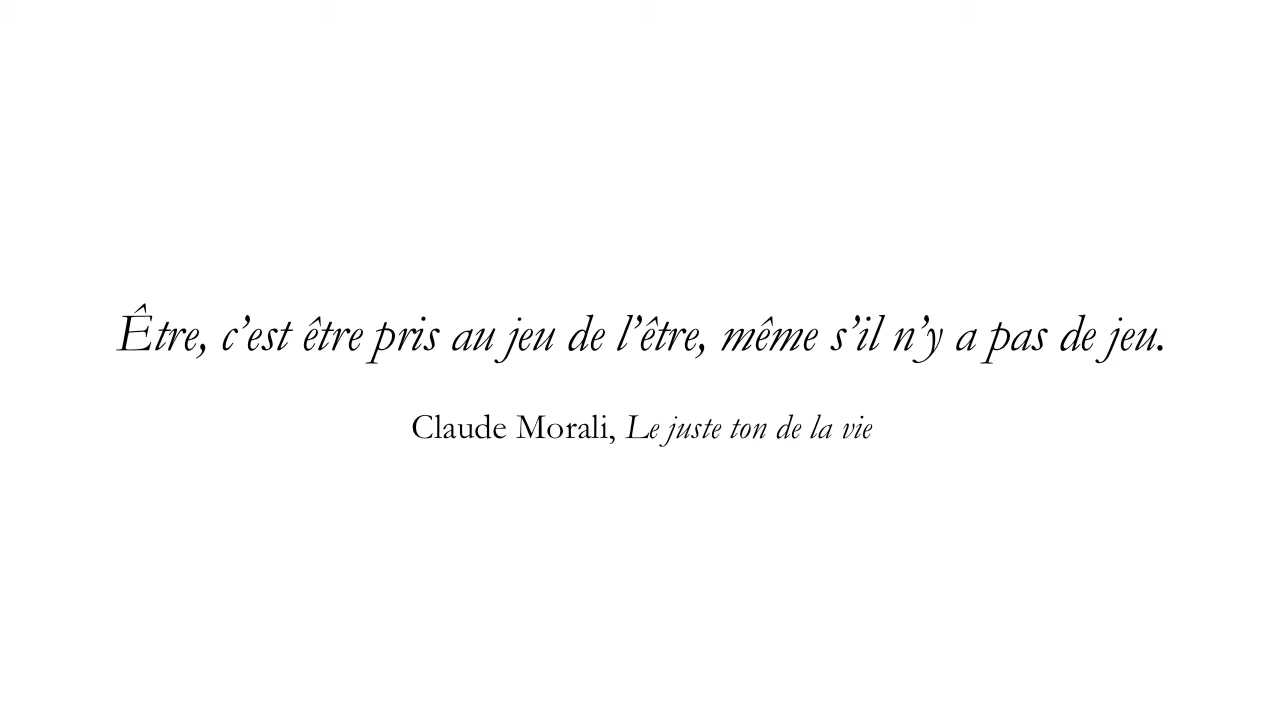 Être, c’est être pris au jeu de l’être, même s’il n’y a pas de jeu.
Claude Morali, Le juste ton de la vie